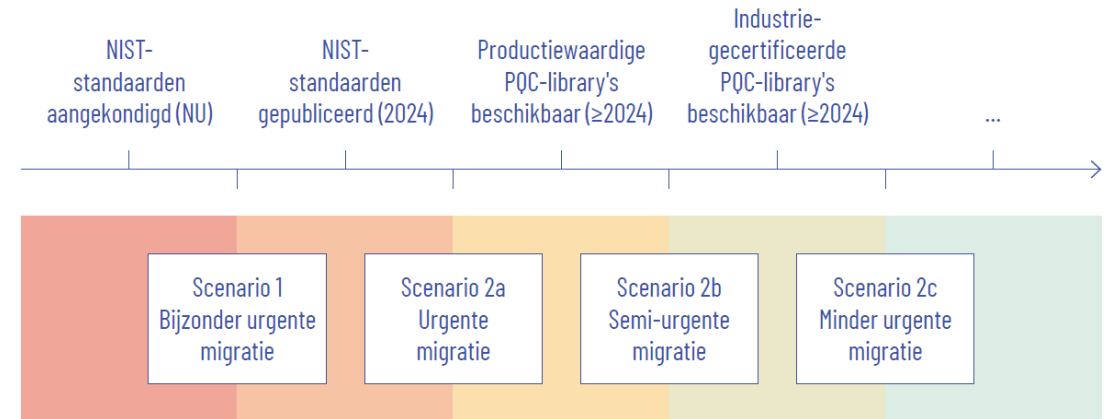 NIST-
standaarden
aangekondigd (NU)
NIST-
standaarden
gepubliceerd (2024)
Productiewaardige
PQC-library's
beschikbaar (≥2024)
Industrie-
gecertificeerde
PQC-library's
beschikbaar (≥2024)
...
Scenario 1
Bijzonder urgente
migratie
Scenario 2a
Urgente
migratie
Scenario 2b
Semi-urgente
migratie
Scenario 2c
Minder urgente
migratie